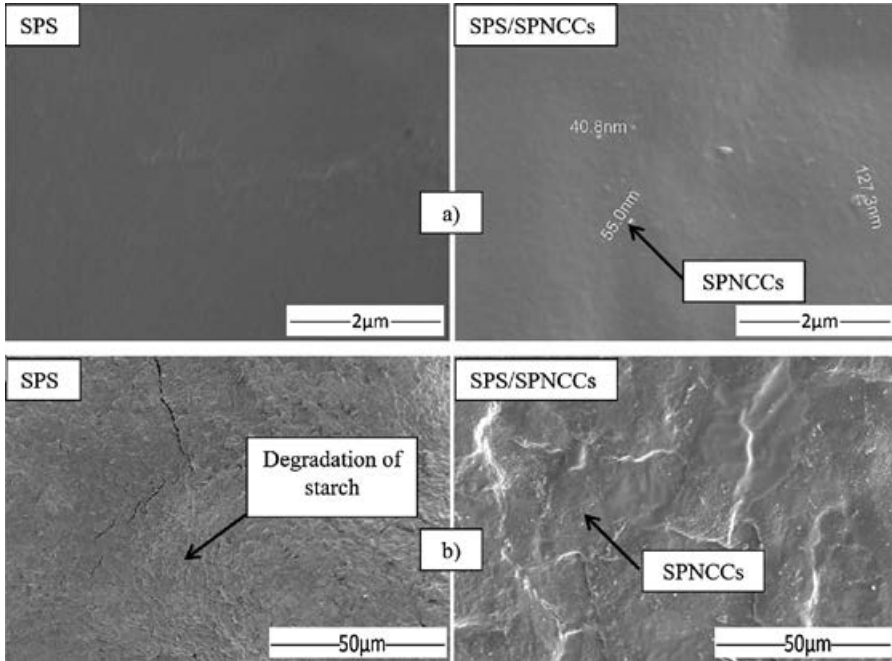 SPS
SPS/SPNCCs
40.8nm
127.3nm
55.0nm
a)
SPNCCs
2µm
2µm
SPS
SPS/SPNCCs
Degradation of
starch
b)
SPNCCs
50µm
50µm